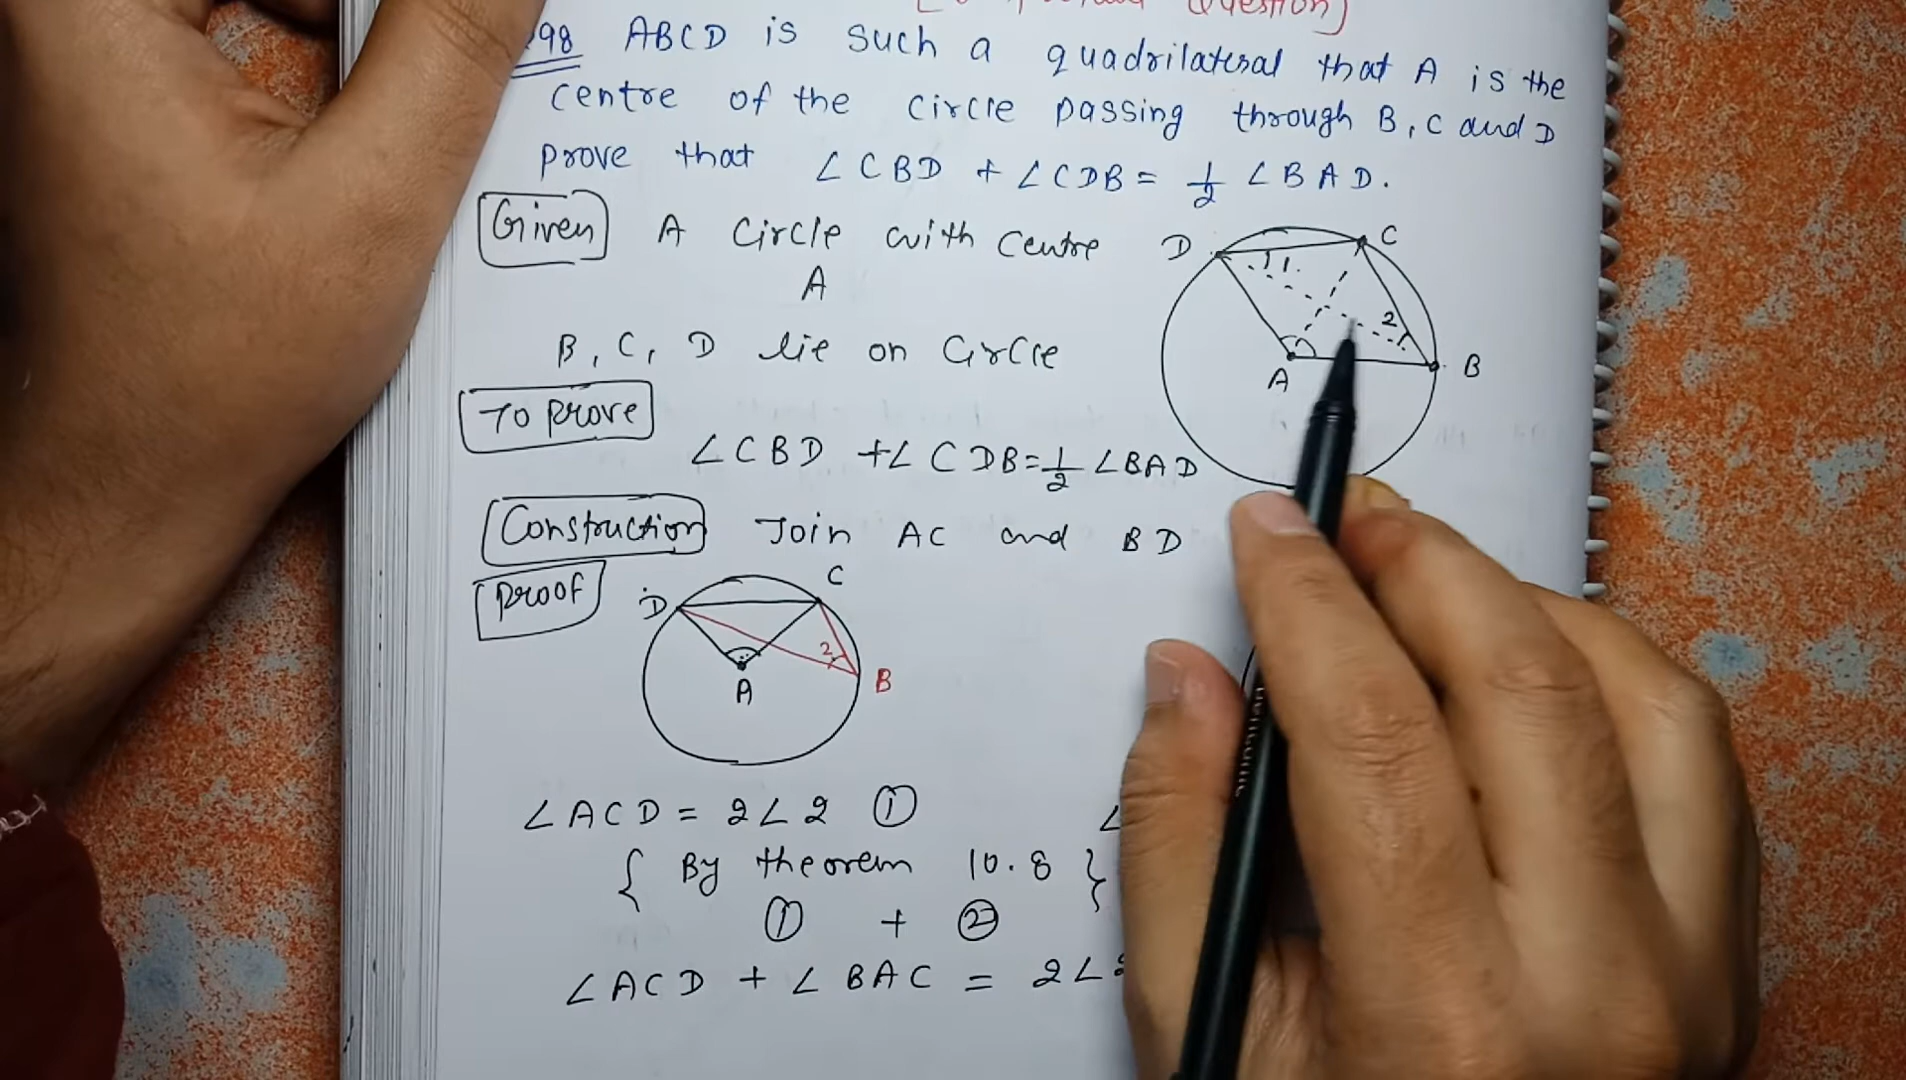 Question)
98 ABCD is such a quadrilateral that A is the
centre of the circle passing through B, C and D
prove that ∠CBD + ∠CDB = 1/2 ∠BAD.
Given A Circle with Centre
A
B, C, D lie on Circle
D C
1
2
A B
To prove
∠CBD + ∠CDB = 1/2 ∠BAD
Construction Join AC and BD
Proof
D C
2
A B
∠ACD = 2∠2 ①
{ By theorem 10.8 }
① + ②
∠ACD + ∠BAC = 2∠